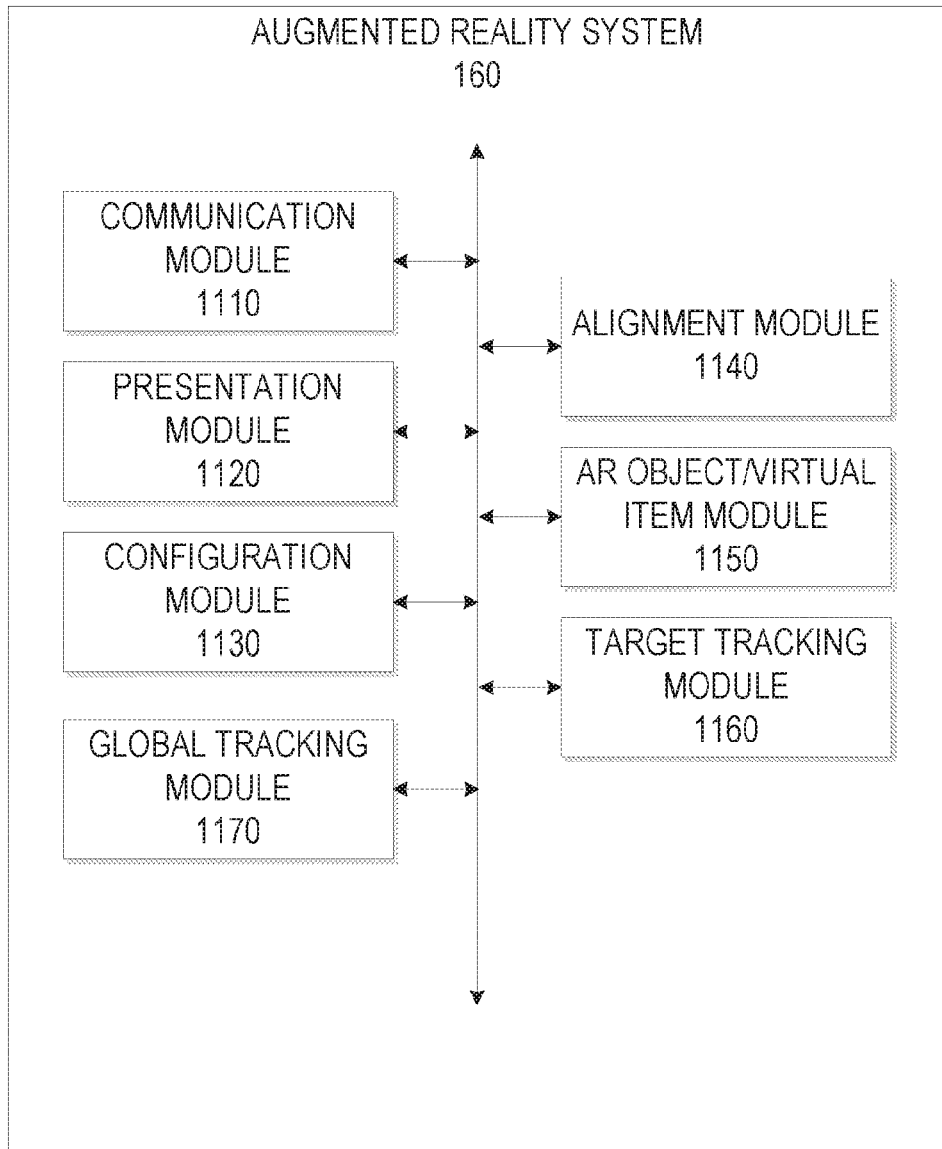 AUGMENTED REALITY SYSTEM
160
COMMUNICATION
MODULE
1110
PRESENTATION
MODULE
1120
CONFIGURATION
MODULE
1130
GLOBAL TRACKING
MODULE
1170
ALIGNMENT MODULE
1140
AR OBJECT/VIRTUAL
ITEM MODULE
1150
TARGET TRACKING
MODULE
1160